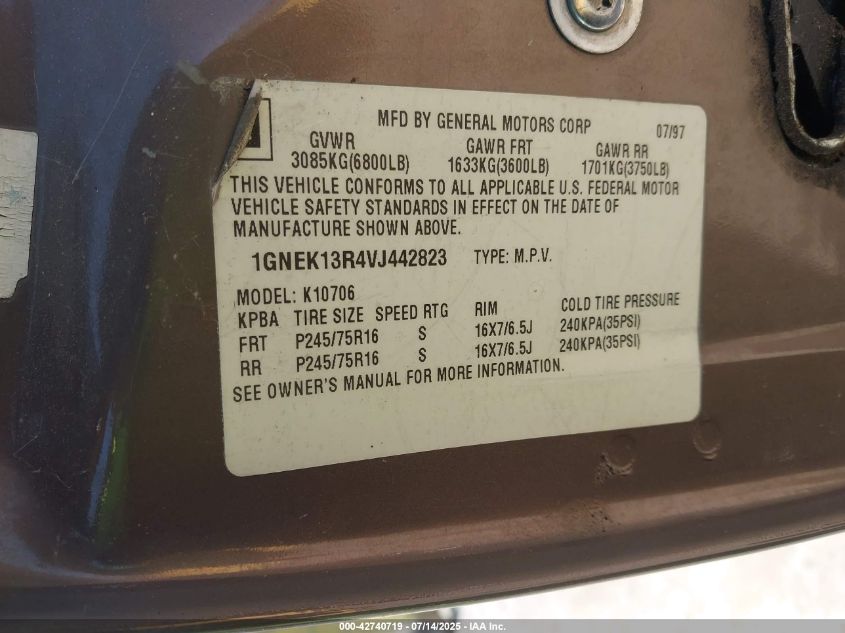 MFD BY GENERAL MOTORS CORP 07/97
GVWR GAWR FRT GAWR RR
3085KG(6800LB) 1633KG(3600LB) 1701KG(3750LB)
THIS VEHICLE CONFORMS TO ALL APPLICABLE U.S. FEDERAL MOTOR
VEHICLE SAFETY STANDARDS IN EFFECT ON THE DATE OF
MANUFACTURE SHOWN ABOVE.
1GNEK13R4VJ442823 TYPE: M.P.V.
MODEL: K10706
KPBA TIRE SIZE SPEED RTG RIM COLD TIRE PRESSURE
FRT P245/75R16 S 16X7/6.5J 240KPA(35PSI)
RR P245/75R16 S 16X7/6.5J 240KPA(35PSI)
SEE OWNER'S MANUAL FOR MORE INFORMATION.
000-42740719 - 07/14/2025 - IAA Inc.